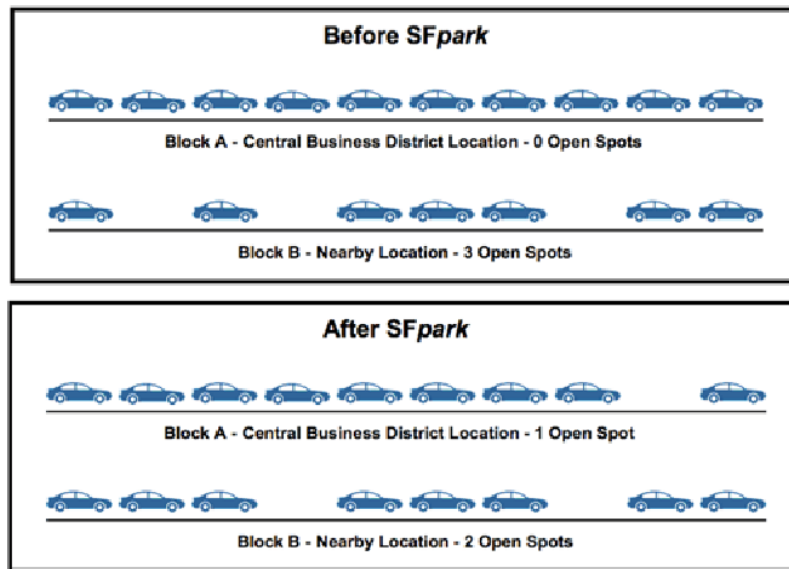 Before SFpark
Block A - Central Business District Location - 0 Open Spots
Block B - Nearby Location - 3 Open Spots
After SFpark
Block A - Central Business District Location - 1 Open Spot
Block B - Nearby Location - 2 Open Spots